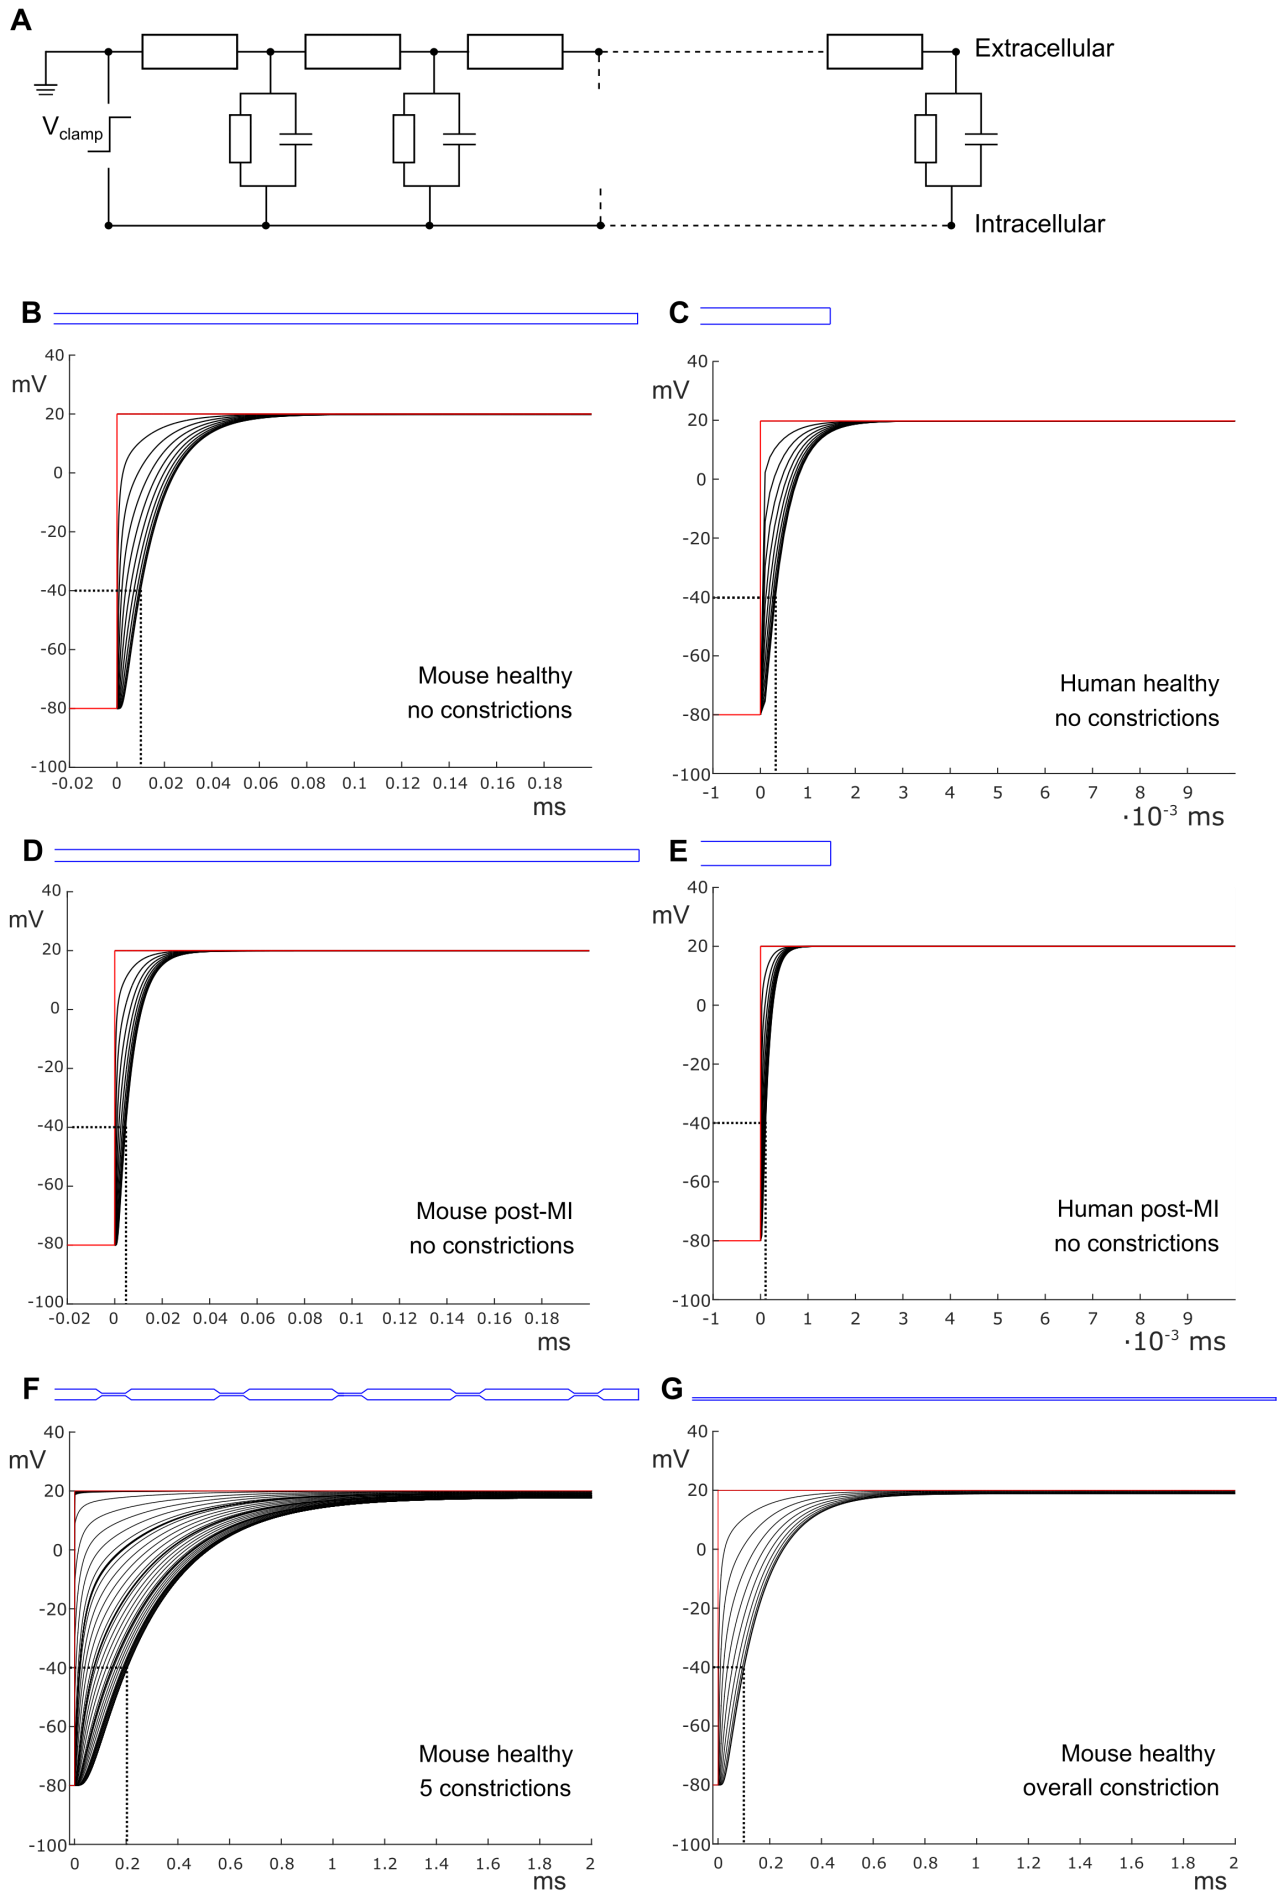 A
Extracellular
Vclamp
Intracellular
B
40
mV
20
0
-20
-40
-60
-80
-100
Mouse healthy
no constrictions
-0.02 0 0.02 0.04 0.06 0.08 0.1 0.12 0.14 0.16 0.18
ms
C
40
mV
20
0
-20
-40
-60
-80
-100
Human healthy
no constrictions
-1 0 1 2 3 4 5 6 7 8 9
·10-3 ms
D
40
mV
20
0
-20
-40
-60
-80
-100
Mouse post-MI
no constrictions
-0.02 0 0.02 0.04 0.06 0.08 0.1 0.12 0.14 0.16 0.18
ms
E
40
mV
20
0
-20
-40
-60
-80
-100
Human post-MI
no constrictions
-1 0 1 2 3 4 5 6 7 8 9
·10-3 ms
F
40
mV
20
0
-20
-40
-60
-80
-100
Mouse healthy
5 constrictions
0 0.2 0.4 0.6 0.8 1 1.2 1.4 1.6 1.8 2
ms
G
40
mV
20
0
-20
-40
-60
-80
-100
Mouse healthy
overall constriction
0 0.2 0.4 0.6 0.8 1 1.2 1.4 1.6 1.8 2
ms